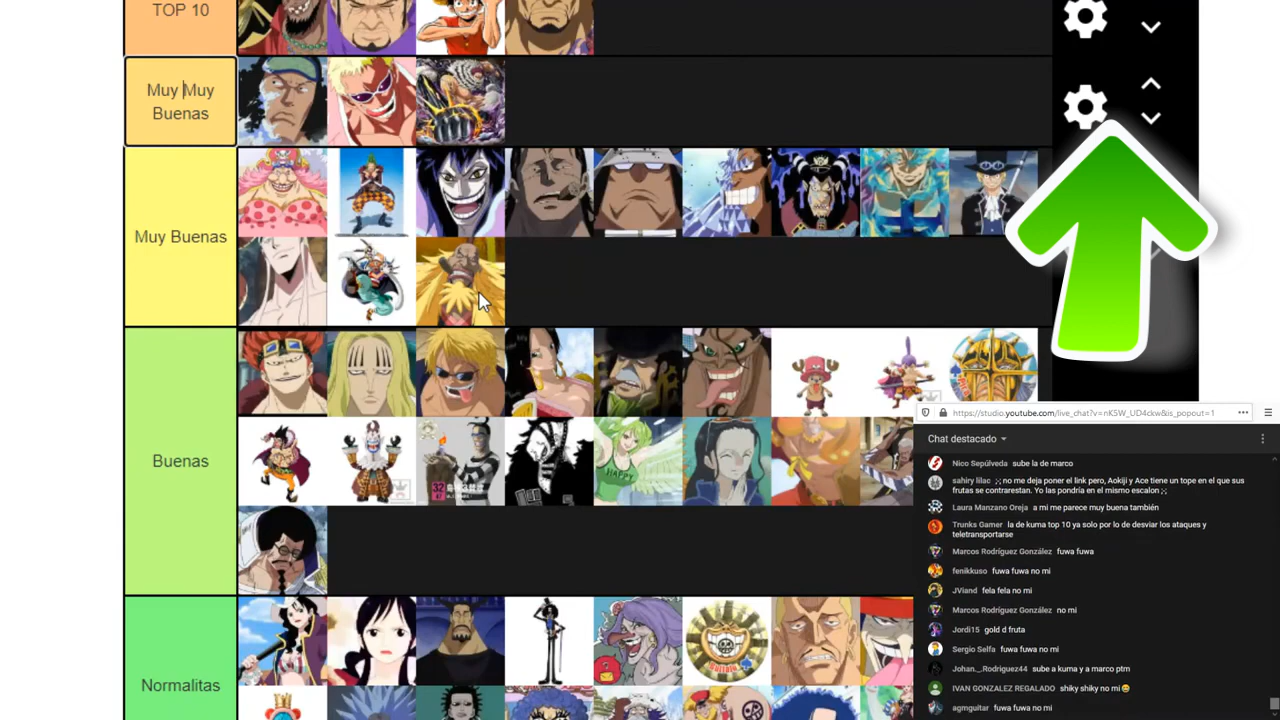 TOP 10
Muy Muy
Buenas
Muy Buenas
Buenas
HAPPY
32
Normalitas
https://studio.youtube.com/live_chat?v=nK5W_UD4ckw&is_popout=1
Chat destacado
Nico Sepúlveda sube la de marco
sahiry lilac ;-; no me deja poner el link pero, Aokiji y Ace tiene un tope en el que sus
frutas se contrarestan. Yo las pondría en el mismo escalon ;-;
Laura Manzano Oreja a mi me parece muy buena también
Trunks Gamer la de kuma top 10 ya solo por lo de desviar los ataques y
teletransportarse
Marcos Rodríguez González fuwa fuwa
fenikkuso fuwa fuwa no mi
JViand fela fela no mi
Marcos Rodríguez González no mi
Jordi15 gold d fruta
Sergio Selfa fuwa fuwa no mi
Johan._.Rodriguez44 sube a kuma y a marco ptm
IVAN GONZALEZ REGALADO shiky shiky no mi😅
agmguitar fuwa fuwa no mi